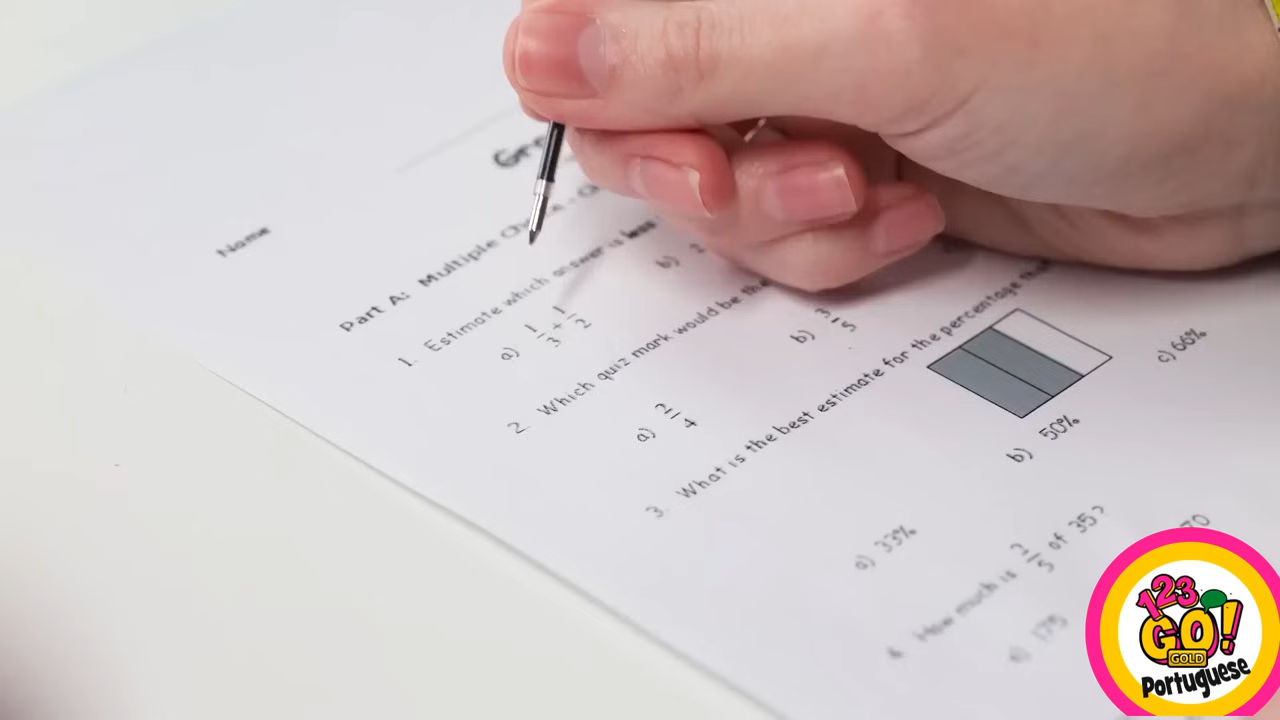 Name
Part A: Multiple
1. Estimate which answer is less
a) 1/3 + 1/2
b) 2
2. Which quiz mark would be the
a) 2/4
b) 3/5
3. What is the best estimate for the percentage
a) 33%
b) 50%
c) 66%
4. How much is /5 of 35?
a) 175
70
123
GO!
GOLD
Portuguese